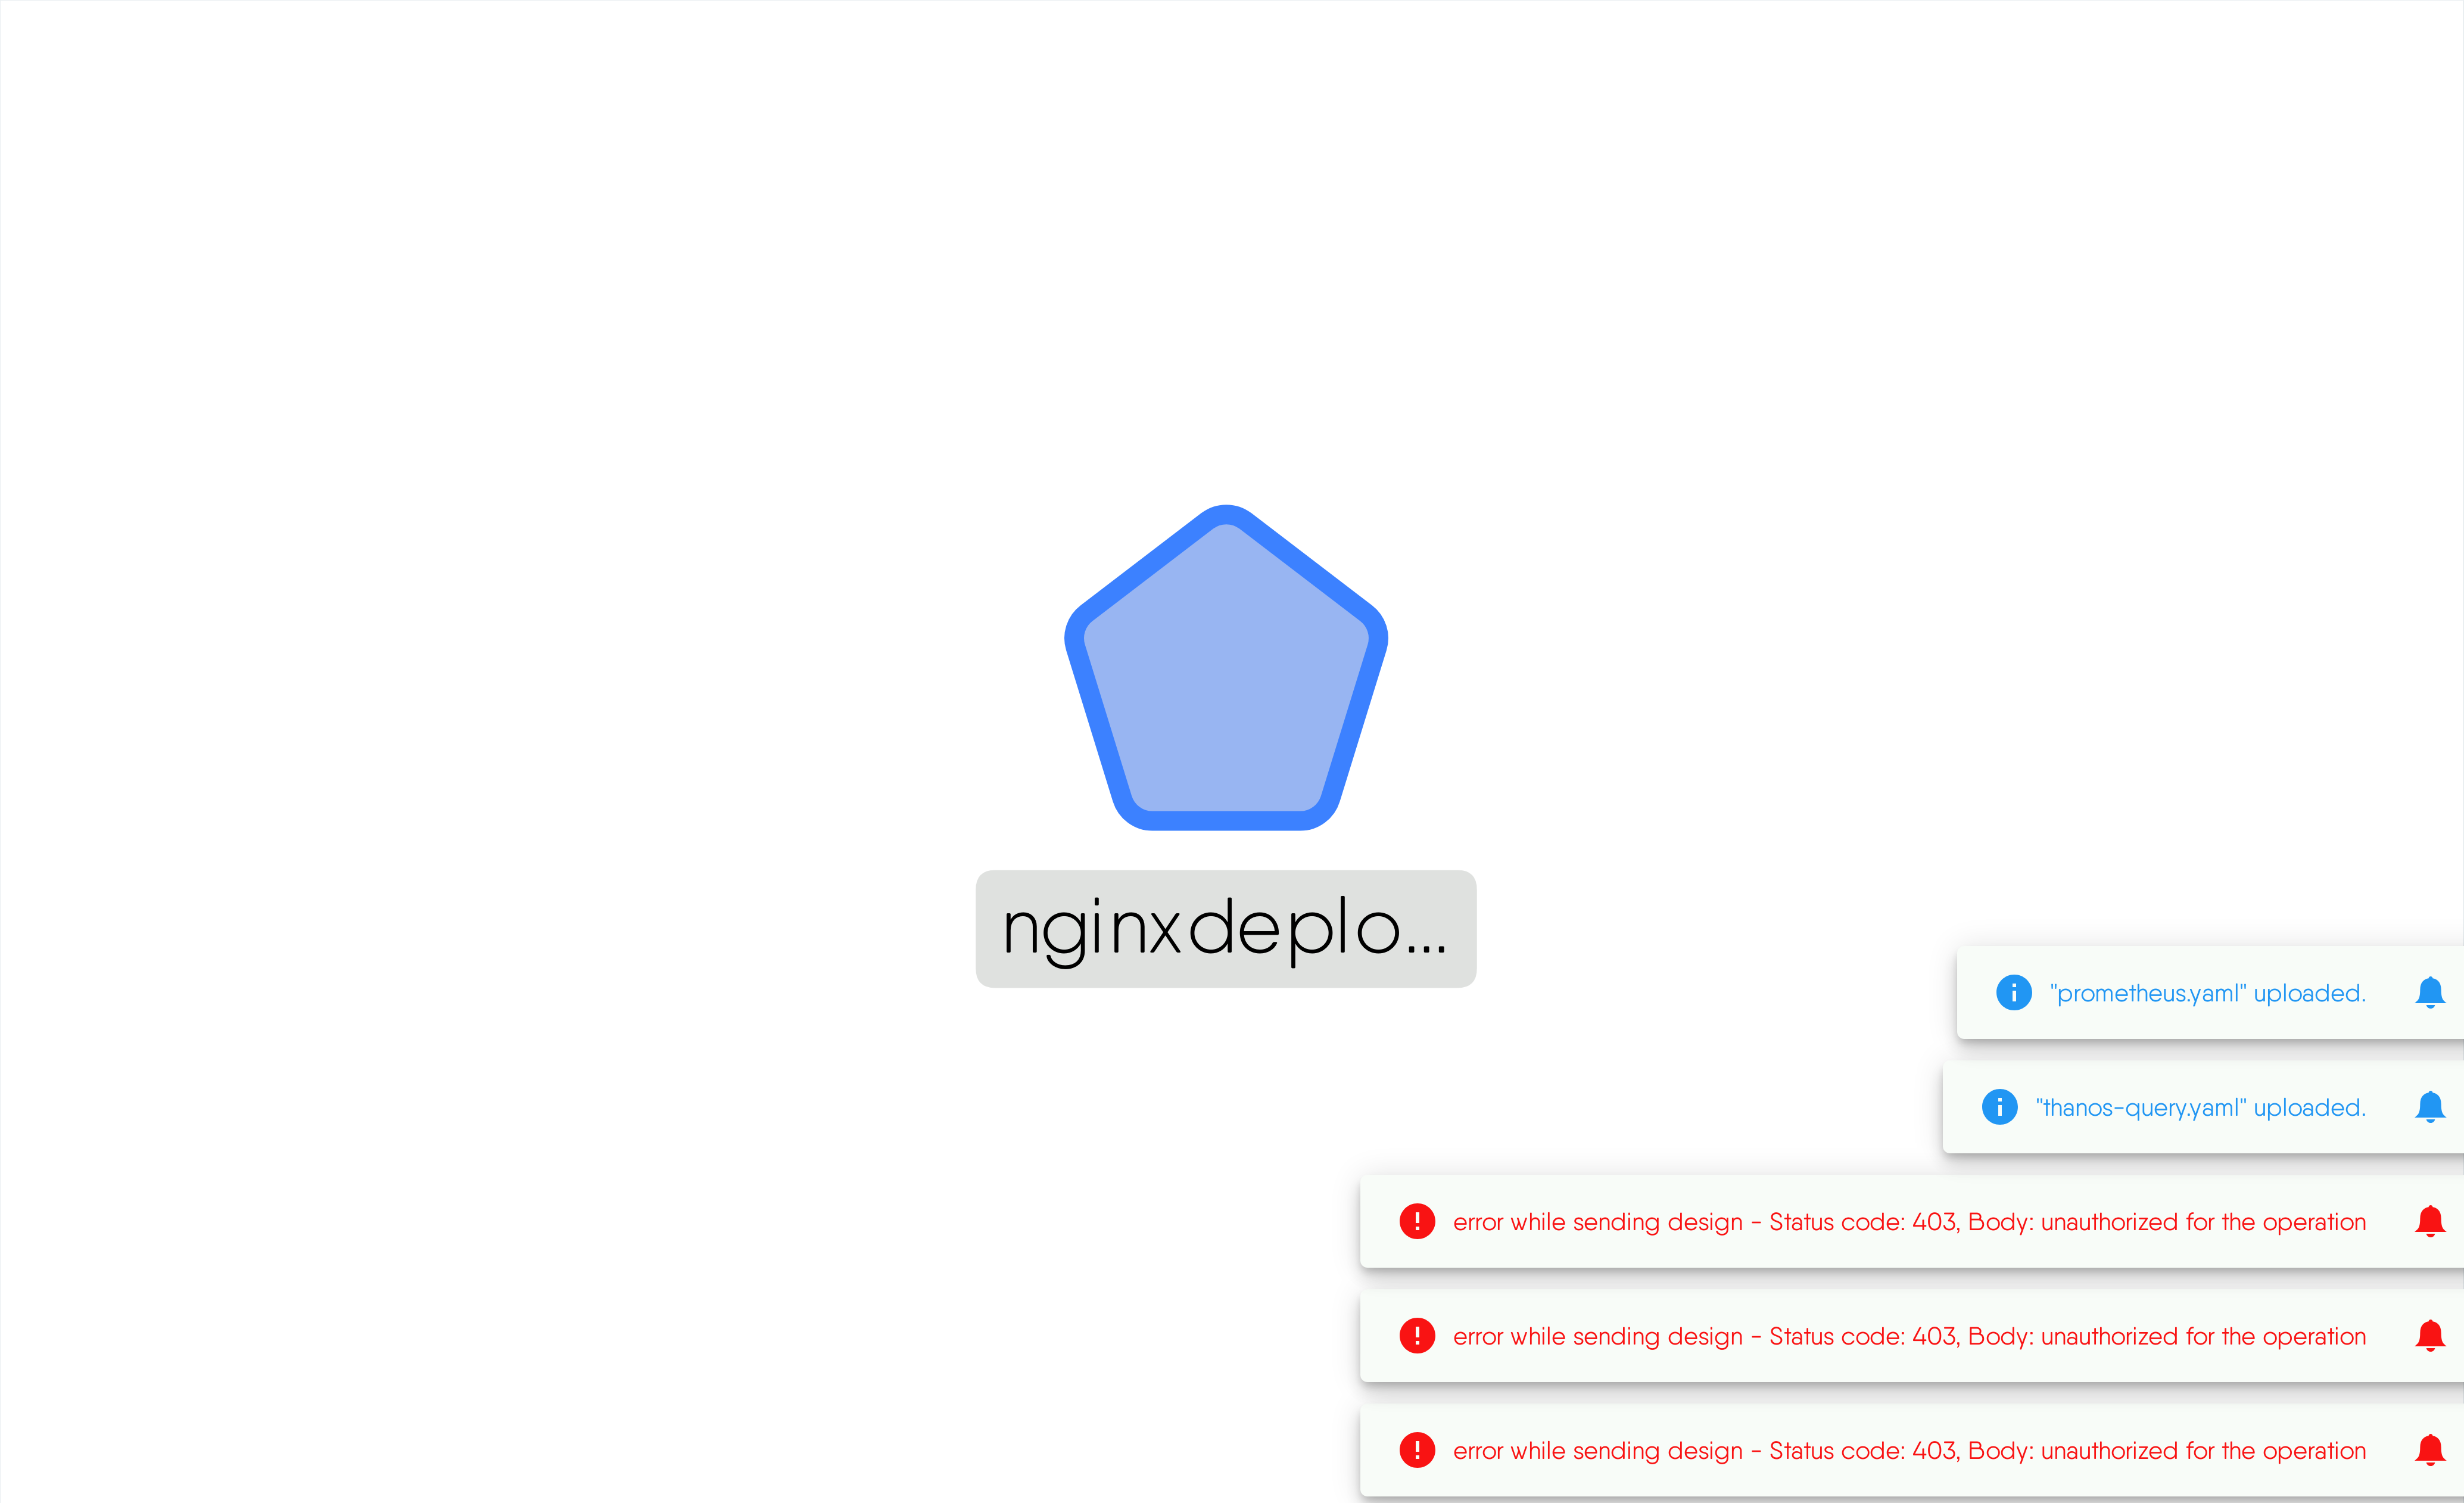 nginxdeplo...
"prometheus.yaml" uploaded.
"thanos-query.yaml" uploaded.
error while sending design - Status code: 403, Body: unauthorized for the operation
error while sending design - Status code: 403, Body: unauthorized for the operation
error while sending design - Status code: 403, Body: unauthorized for the operation